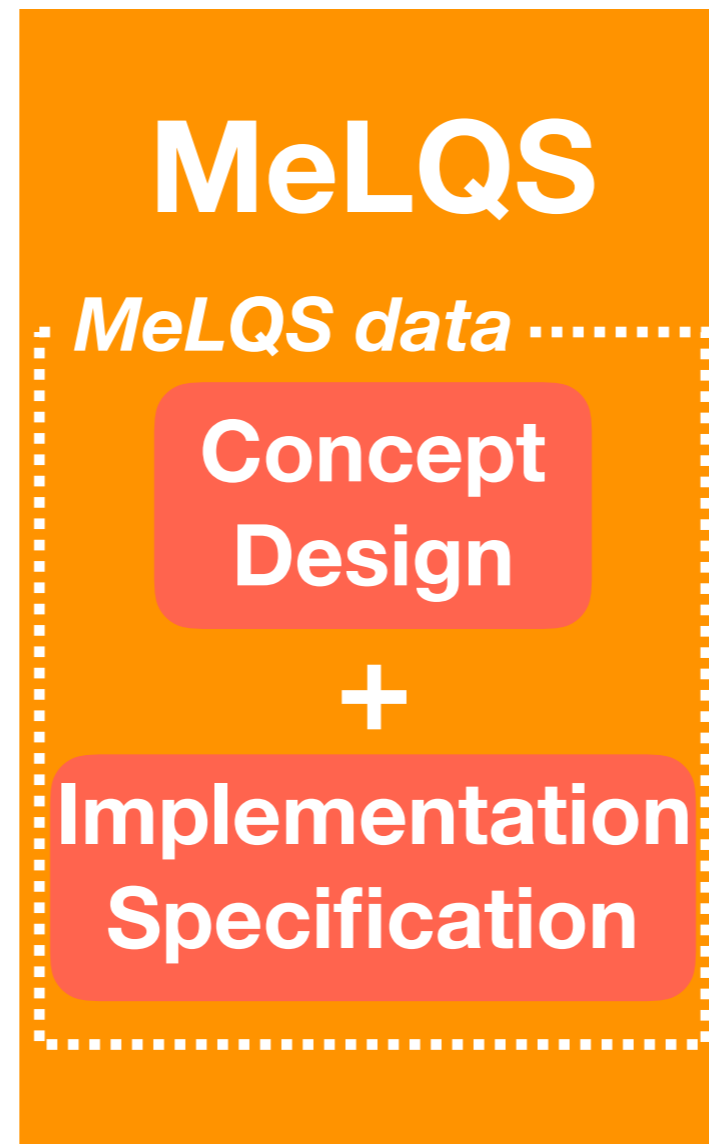 MeLQS
MeLQS data
Concept
Design
+
Implementation
Specification